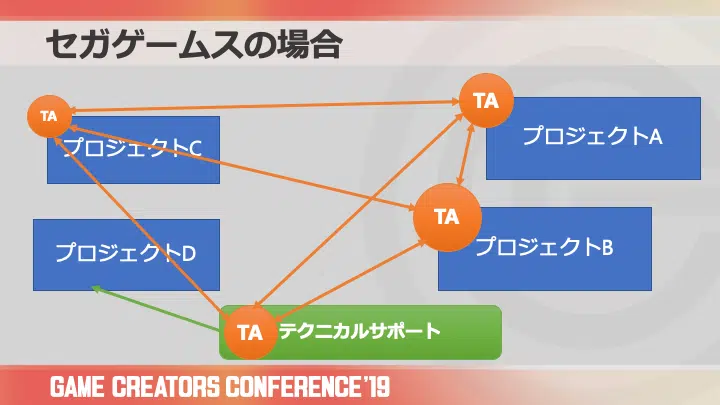 セガゲームスの場合
TA
TA
プロジェクトA
プロジェクトC
TA
プロジェクトB
プロジェクトD
TA
テクニカルサポート
GAME CREATORS CONFERENCE'19